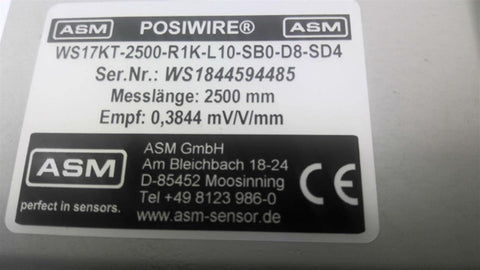 ASM POSIWIRE® ASM
WS17KT-2500-R1K-L10-SB0-D8-SD4
Ser.Nr.: WS1844594485
Messlänge: 2500 mm
Empf: 0,3844 mV/V/mm
ASM
perfect in sensors.
ASM GmbH
Am Bleichbach 18-24
D-85452 Moosinning
Tel +49 8123 986-0
www.asm-sensor.de
CE